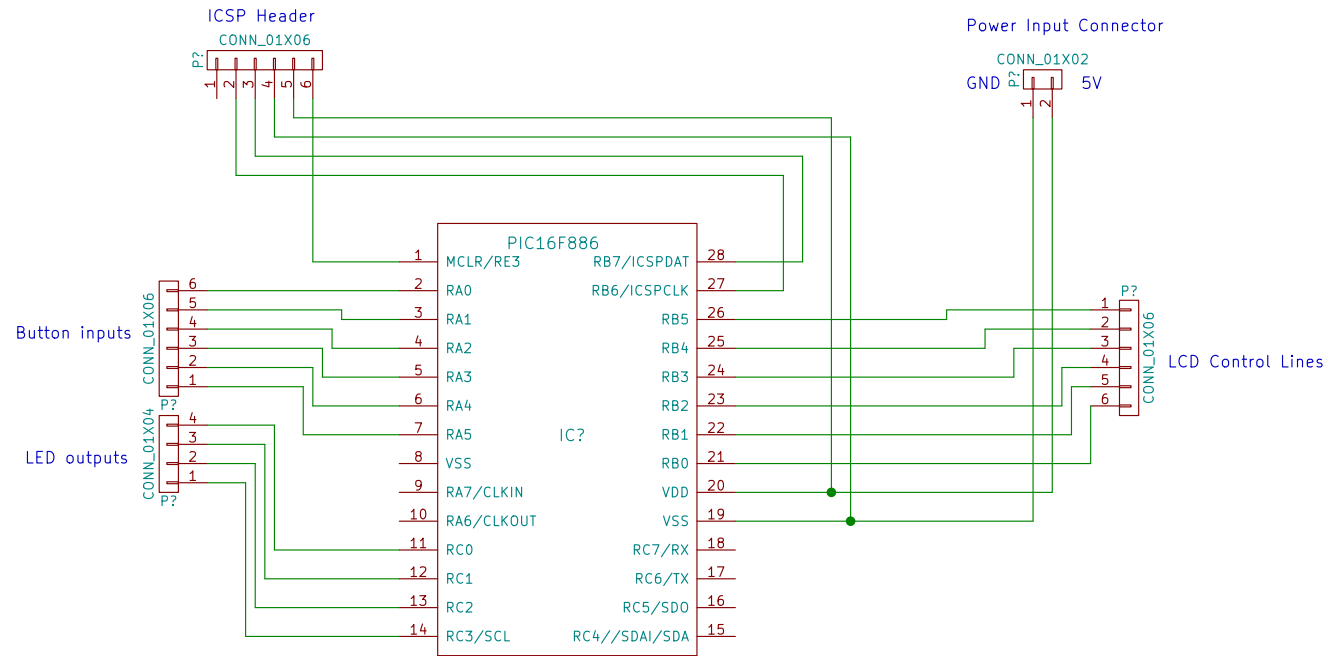 ICSP Header
CONN_01X06
P?
1 2 3 4 5 6
Power Input Connector
CONN_01X02
GND P? 5V
1 2
PIC16F886
IC?
1 MCLR/RE3
2 RA0
3 RA1
4 RA2
5 RA3
6 RA4
7 RA5
8 VSS
9 RA7/CLKIN
10 RA6/CLKOUT
11 RC0
12 RC1
13 RC2
14 RC3/SCL
RB7/ICSPDAT 28
RB6/ICSPCLK 27
RB5 26
RB4 25
RB3 24
RB2 23
RB1 22
RB0 21
VDD 20
VSS 19
RC7/RX 18
RC6/TX 17
RC5/SDO 16
RC4//SDAI/SDA 15
Button inputs
CONN_01X06
6
5
4
3
2
1
P?
LED outputs
CONN_01X04
4
3
2
1
P?
P?
1
2
3
4
5
6
CONN_01X06
LCD Control Lines